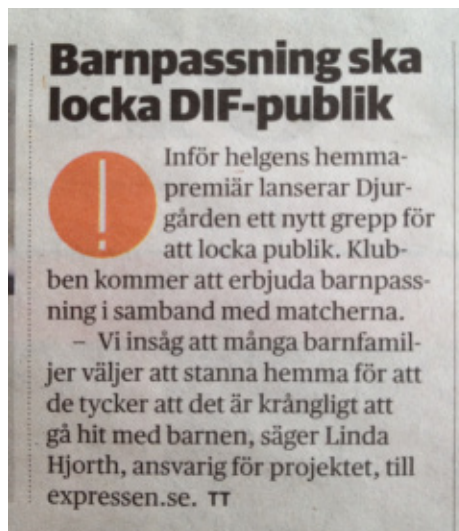 Barnpassning ska
locka DIF-publik
!
Inför helgens hemma-
premiär lanserar Djur-
gården ett nytt grepp för
att locka publik. Klub-
ben kommer att erbjuda barnpass-
ning i samband med matcherna.
– Vi insåg att många barnfamil-
jer väljer att stanna hemma för att
de tycker att det är krångligt att
gå hit med barnen, säger Linda
Hjorth, ansvarig för projektet, till
expressen.se. TT